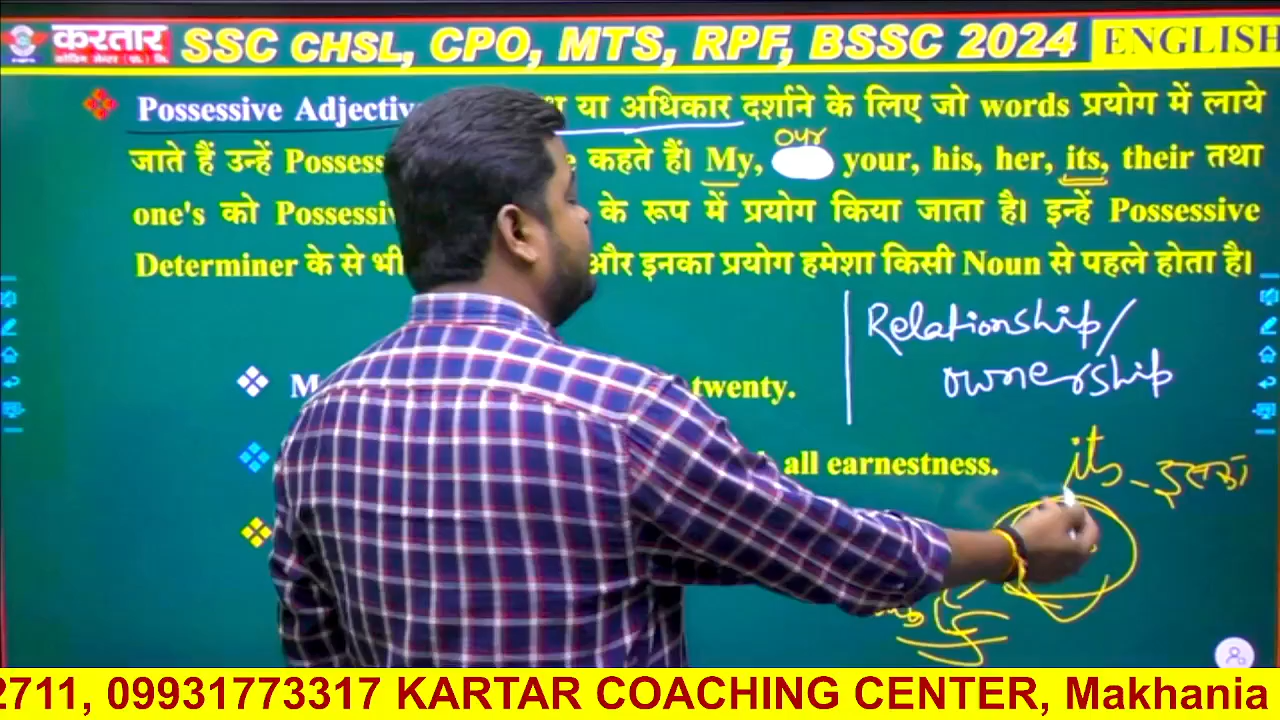 करतार SSC CHSL, CPO, MTS, RPF, BSSC 2024 ENGLISH
Possessive Adjectiv या अधिकार दर्शाने के लिए जो words प्रयोग में लाये
our
जाते हैं उन्हें Possess कहते हैं। My, your, his, her, its, their तथा
one's को Possessiv के रूप में प्रयोग किया जाता है। इन्हें Possessive
Determiner के से भी और इनका प्रयोग हमेशा किसी Noun से पहले होता है।
Relationship/
ownership
twenty.
its - इसका
all earnestness.
2711, 09931773317 KARTAR COACHING CENTER, Makhania